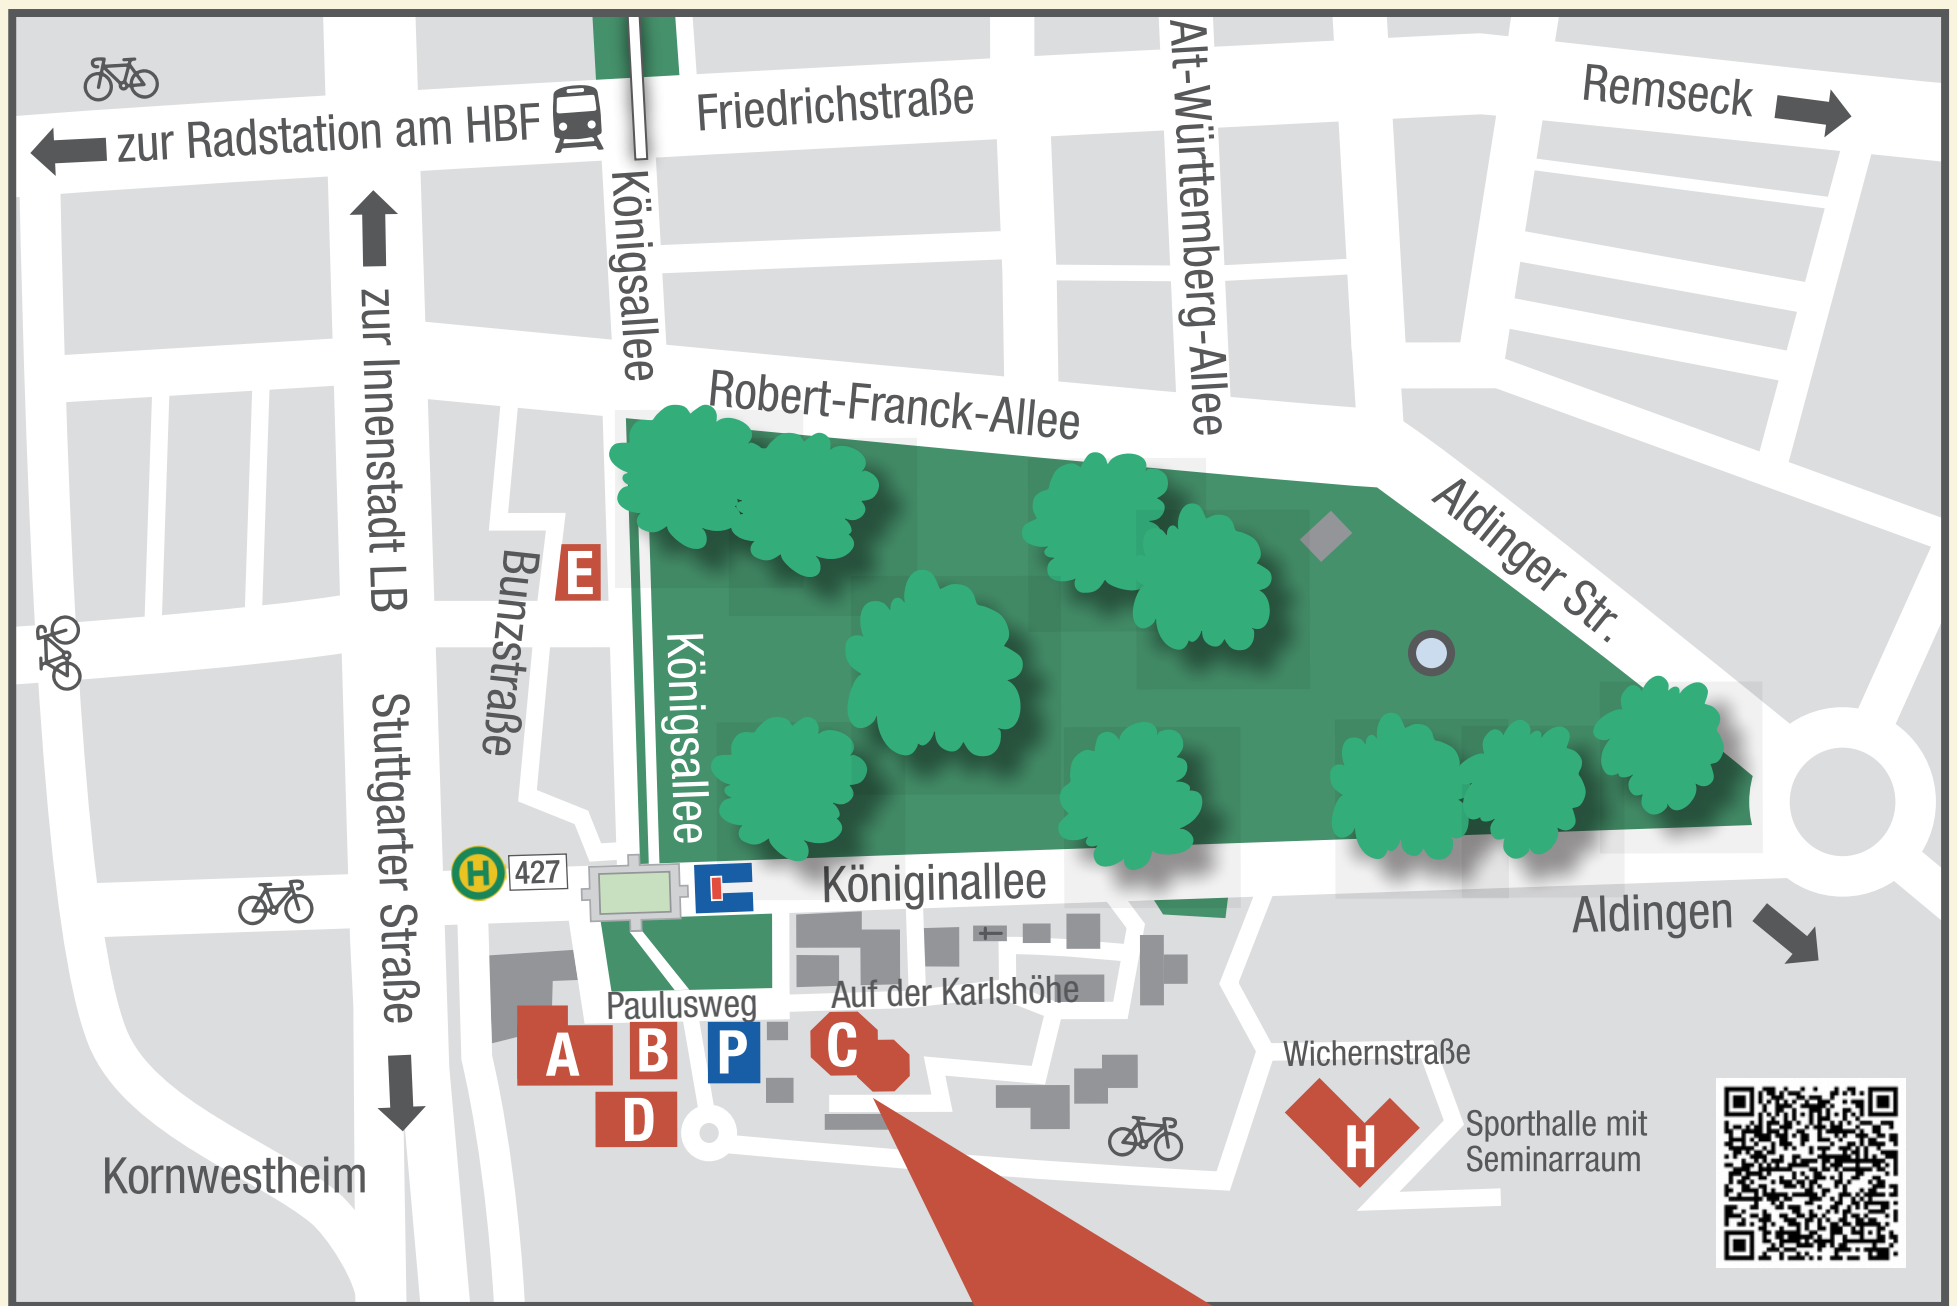 Remseck
zur Radstation am HBF
Friedrichstraße
Alt-Württemberg-Allee
Königsallee
zur Innenstadt LB
Robert-Franck-Allee
Aldinger Str.
E
Bunzstraße
Königsallee
Stuttgarter Straße
H
427
Königinallee
Aldingen
Paulusweg
Auf der Karlshöhe
A
B
P
C
D
Wichernstraße
H
Sporthalle mit
Seminarraum
Kornwestheim